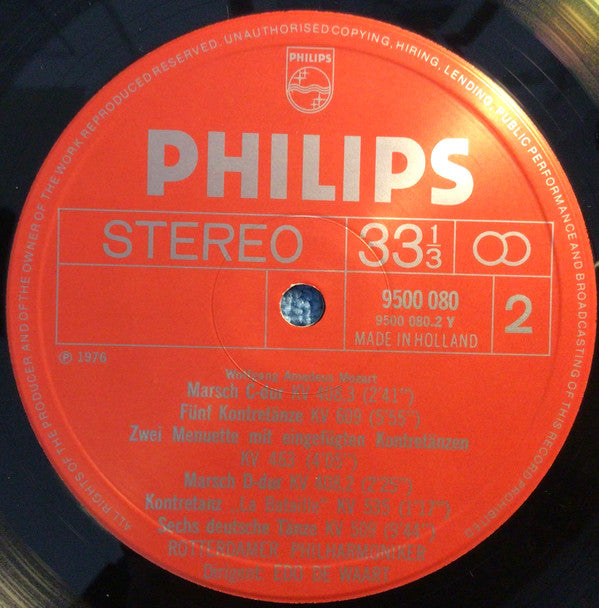 ALL RIGHTS OF THE PRODUCER AND OF THE OWNER OF THE WORK REPRODUCED RESERVED. UNAUTHORISED COPYING, HIRING, LENDING, PUBLIC PERFORMANCE AND BROADCASTING OF THIS RECORD PROHIBITED
PHILIPS
PHILIPS
STEREO 33 1/3
9500 080
9500 080.2 Y
MADE IN HOLLAND
2
℗ 1976
Wolfgang Amadeus Mozart
Marsch C-dur KV 408,3 (2'41")
Fünf Kontretänze KV 609 (5'55")
Zwei Menuette mit eingefügten Kontretänzen
KV 463 (4'05")
Marsch D-dur KV 408,2 (2'25")
Kontretanz „La Bataille" KV 535 (1'17")
Sechs deutsche Tänze KV 509 (9'44")
ROTTERDAMER PHILHARMONIKER
Dirigent: EDO DE WAART